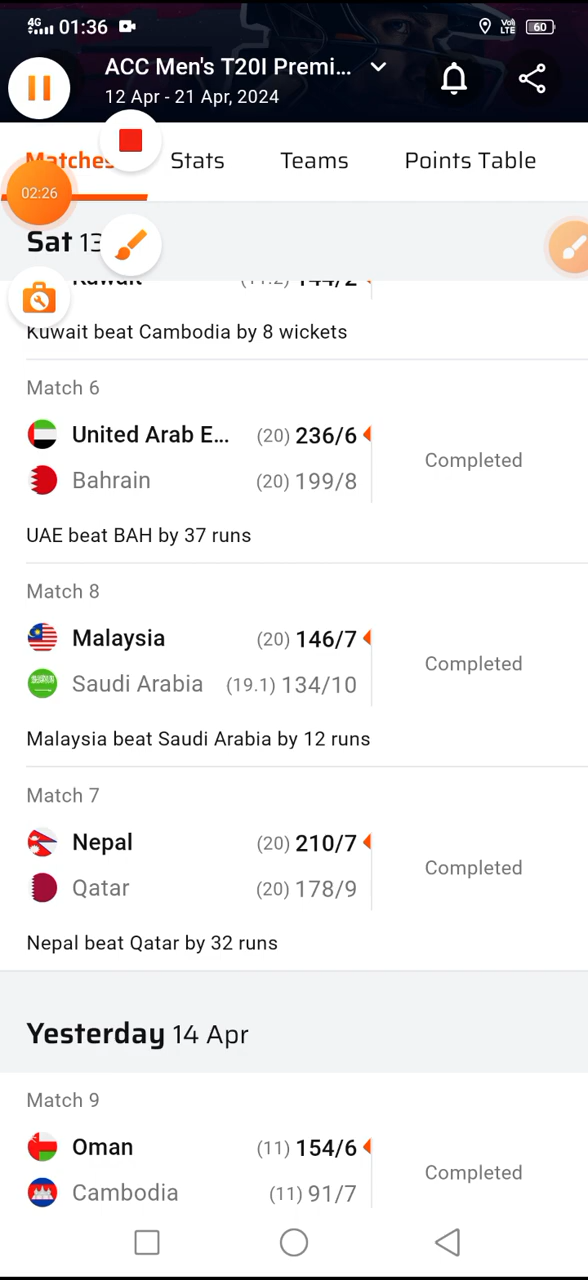 4G 01:36 Vol LTE 60
ACC Men's T20I Premi...
12 Apr - 21 Apr, 2024
Matches Stats Teams Points Table
02:26
Sat 13
Kuwait beat Cambodia by 8 wickets
Match 6
United Arab E... (20) 236/6
Completed
Bahrain (20) 199/8
UAE beat BAH by 37 runs
Match 8
Malaysia (20) 146/7
Completed
Saudi Arabia (19.1) 134/10
Malaysia beat Saudi Arabia by 12 runs
Match 7
Nepal (20) 210/7
Completed
Qatar (20) 178/9
Nepal beat Qatar by 32 runs
Yesterday 14 Apr
Match 9
Oman (11) 154/6
Completed
Cambodia (11) 91/7